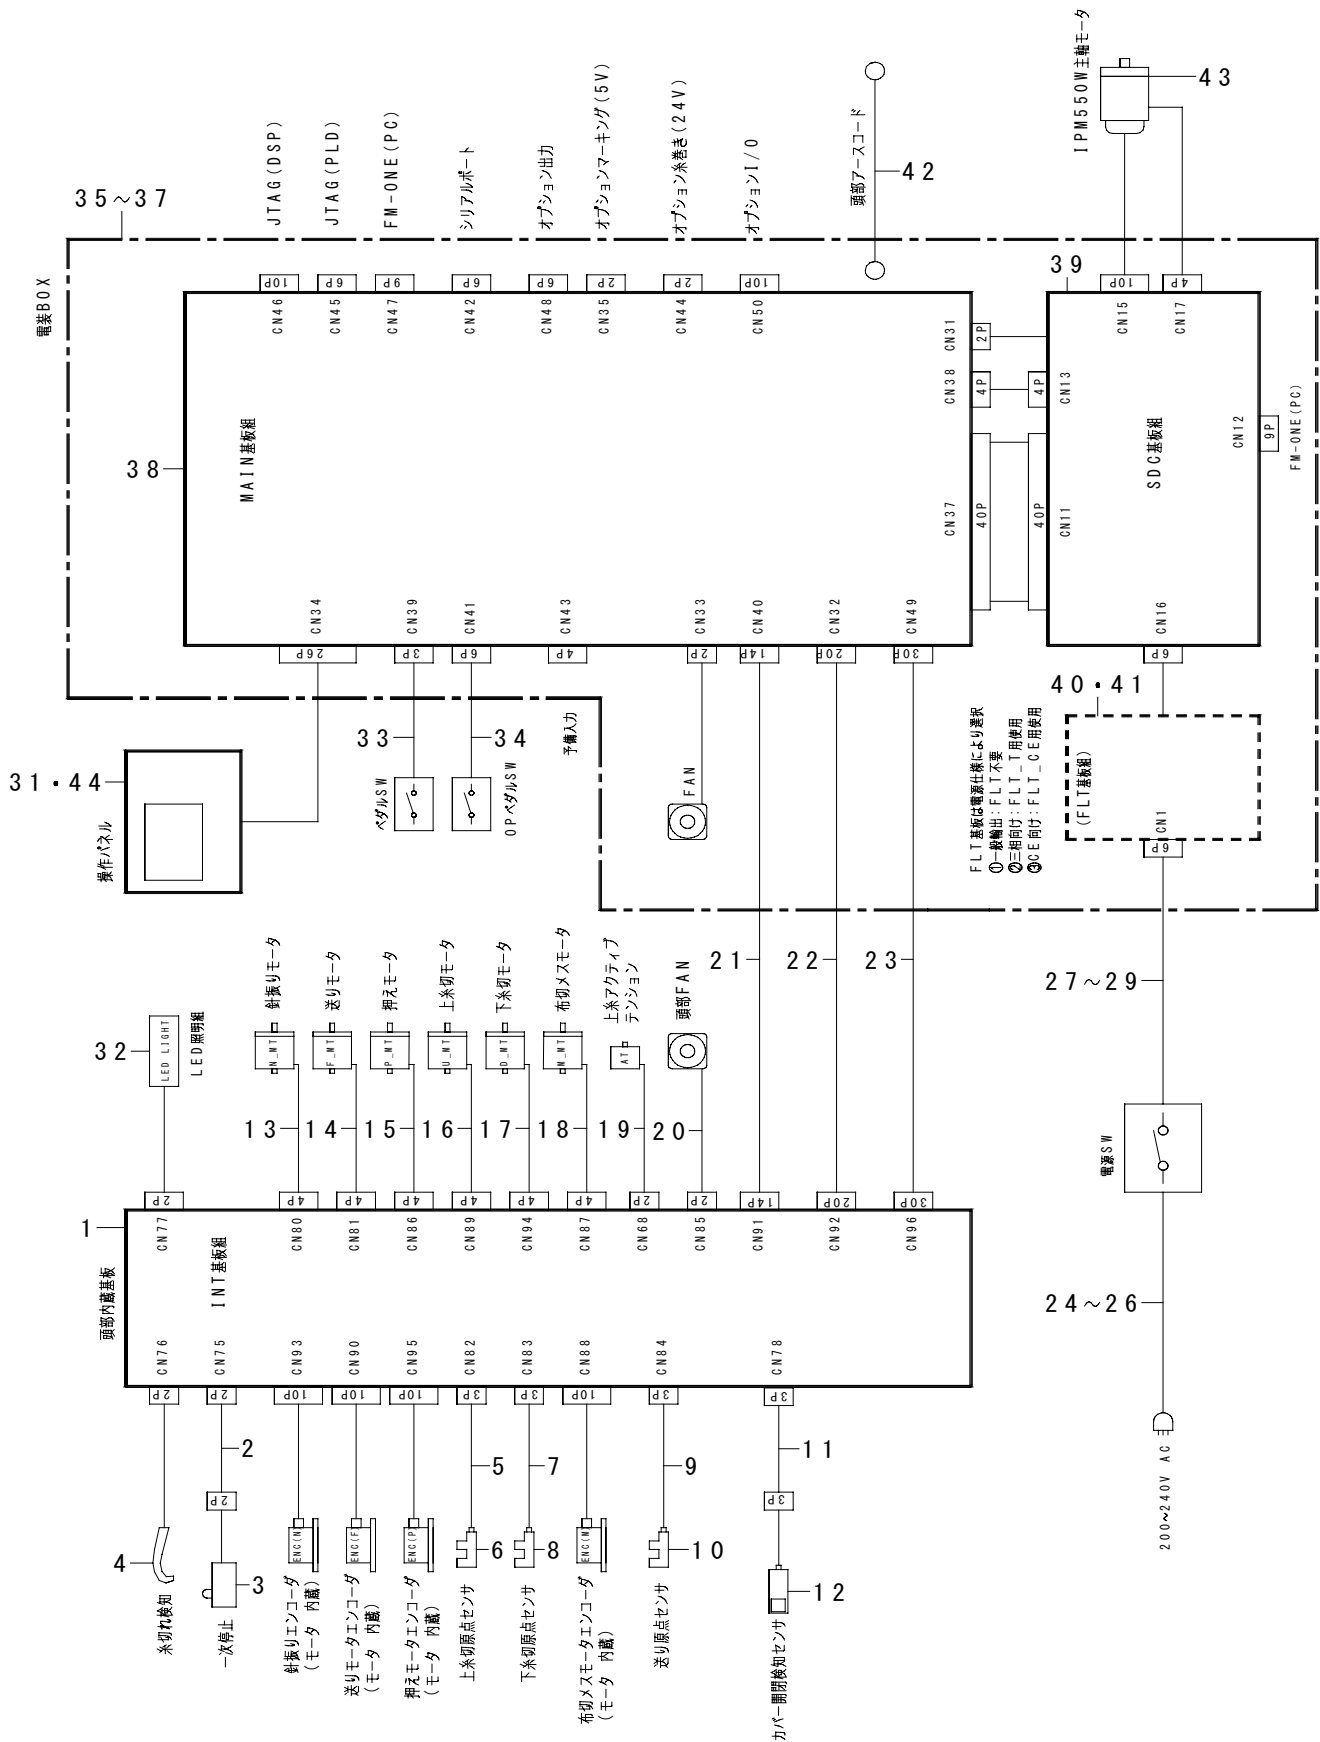 35～37
電装BOX
JTAG(DSP)
JTAG(PLD)
FM-ONE(PC)
シリアルポート
オプション出力
オプションマーキング(5V)
オプション糸巻き(24V)
オプションI/O
頭部アースコード
42
IPM550W主軸モータ
43
39
10P
6P
9P
6P
6P
2P
2P
10P
10P
4P
CN46
CN45
CN47
CN42
CN48
CN35
CN44
CN50
CN15
CN17
CN31
2P
CN38
4P
4P
CN13
CN37
40P
40P
CN11
CN12
9P
FM-ONE(PC)
38
MAIN基板組
SDC基板組
CN34
CN39
CN41
CN43
CN33
CN40
CN32
CN49
CN16
26P
3P
6P
4P
2P
14P
20P
30P
6P
40・41
33
34
予備入力
31・44
操作パネル
ペダルSW
OPペダルSW
FAN
FLT基板は電源仕様により選択
①一般輸出:FLT不要
②三相向け:FLT_T用使用
③CE向け:FLT_CE用使用
(FLT基板組)
CN1
6P
21
22
23
27～29
32
LED LIGHT
LED照明組
針振りモータ
送りモータ
押えモータ
上糸切モータ
下糸切モータ
布切メスモータ
上糸アクティブ
テンション
頭部FAN
N_MT
F_MT
P_MT
U_MT
D_MT
M_MT
AT
13
14
15
16
17
18
19
20
電源SW
2P
4P
4P
4P
4P
4P
4P
2P
2P
14P
20P
30P
1
頭部内蔵基板
CN77
CN80
CN81
CN86
CN89
CN94
CN87
CN68
CN85
CN91
CN92
CN96
INT基板組
24～26
CN76
CN75
CN93
CN90
CN95
CN82
CN83
CN88
CN84
CN78
2P
2P
10P
10P
10P
3P
3P
10P
3P
3P
2
5
7
9
11
2P
3P
200～240V AC
4
3
ENC(N)
ENC(F)
ENC(P)
6
8
ENC(M)
10
12
糸切れ検知
一次停止
針振りエンコーダ
(モータ 内蔵)
送りモータエンコーダ
(モータ 内蔵)
押えモータエンコーダ
(モータ 内蔵)
上糸切原点センサ
下糸切原点センサ
布切メスモータエンコーダ
(モータ 内蔵)
送り原点センサ
カバー開閉検知センサ